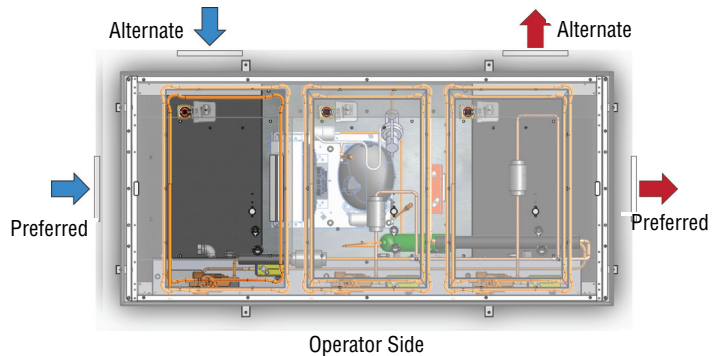 Alternate
Alternate
Preferred
Preferred
Operator Side